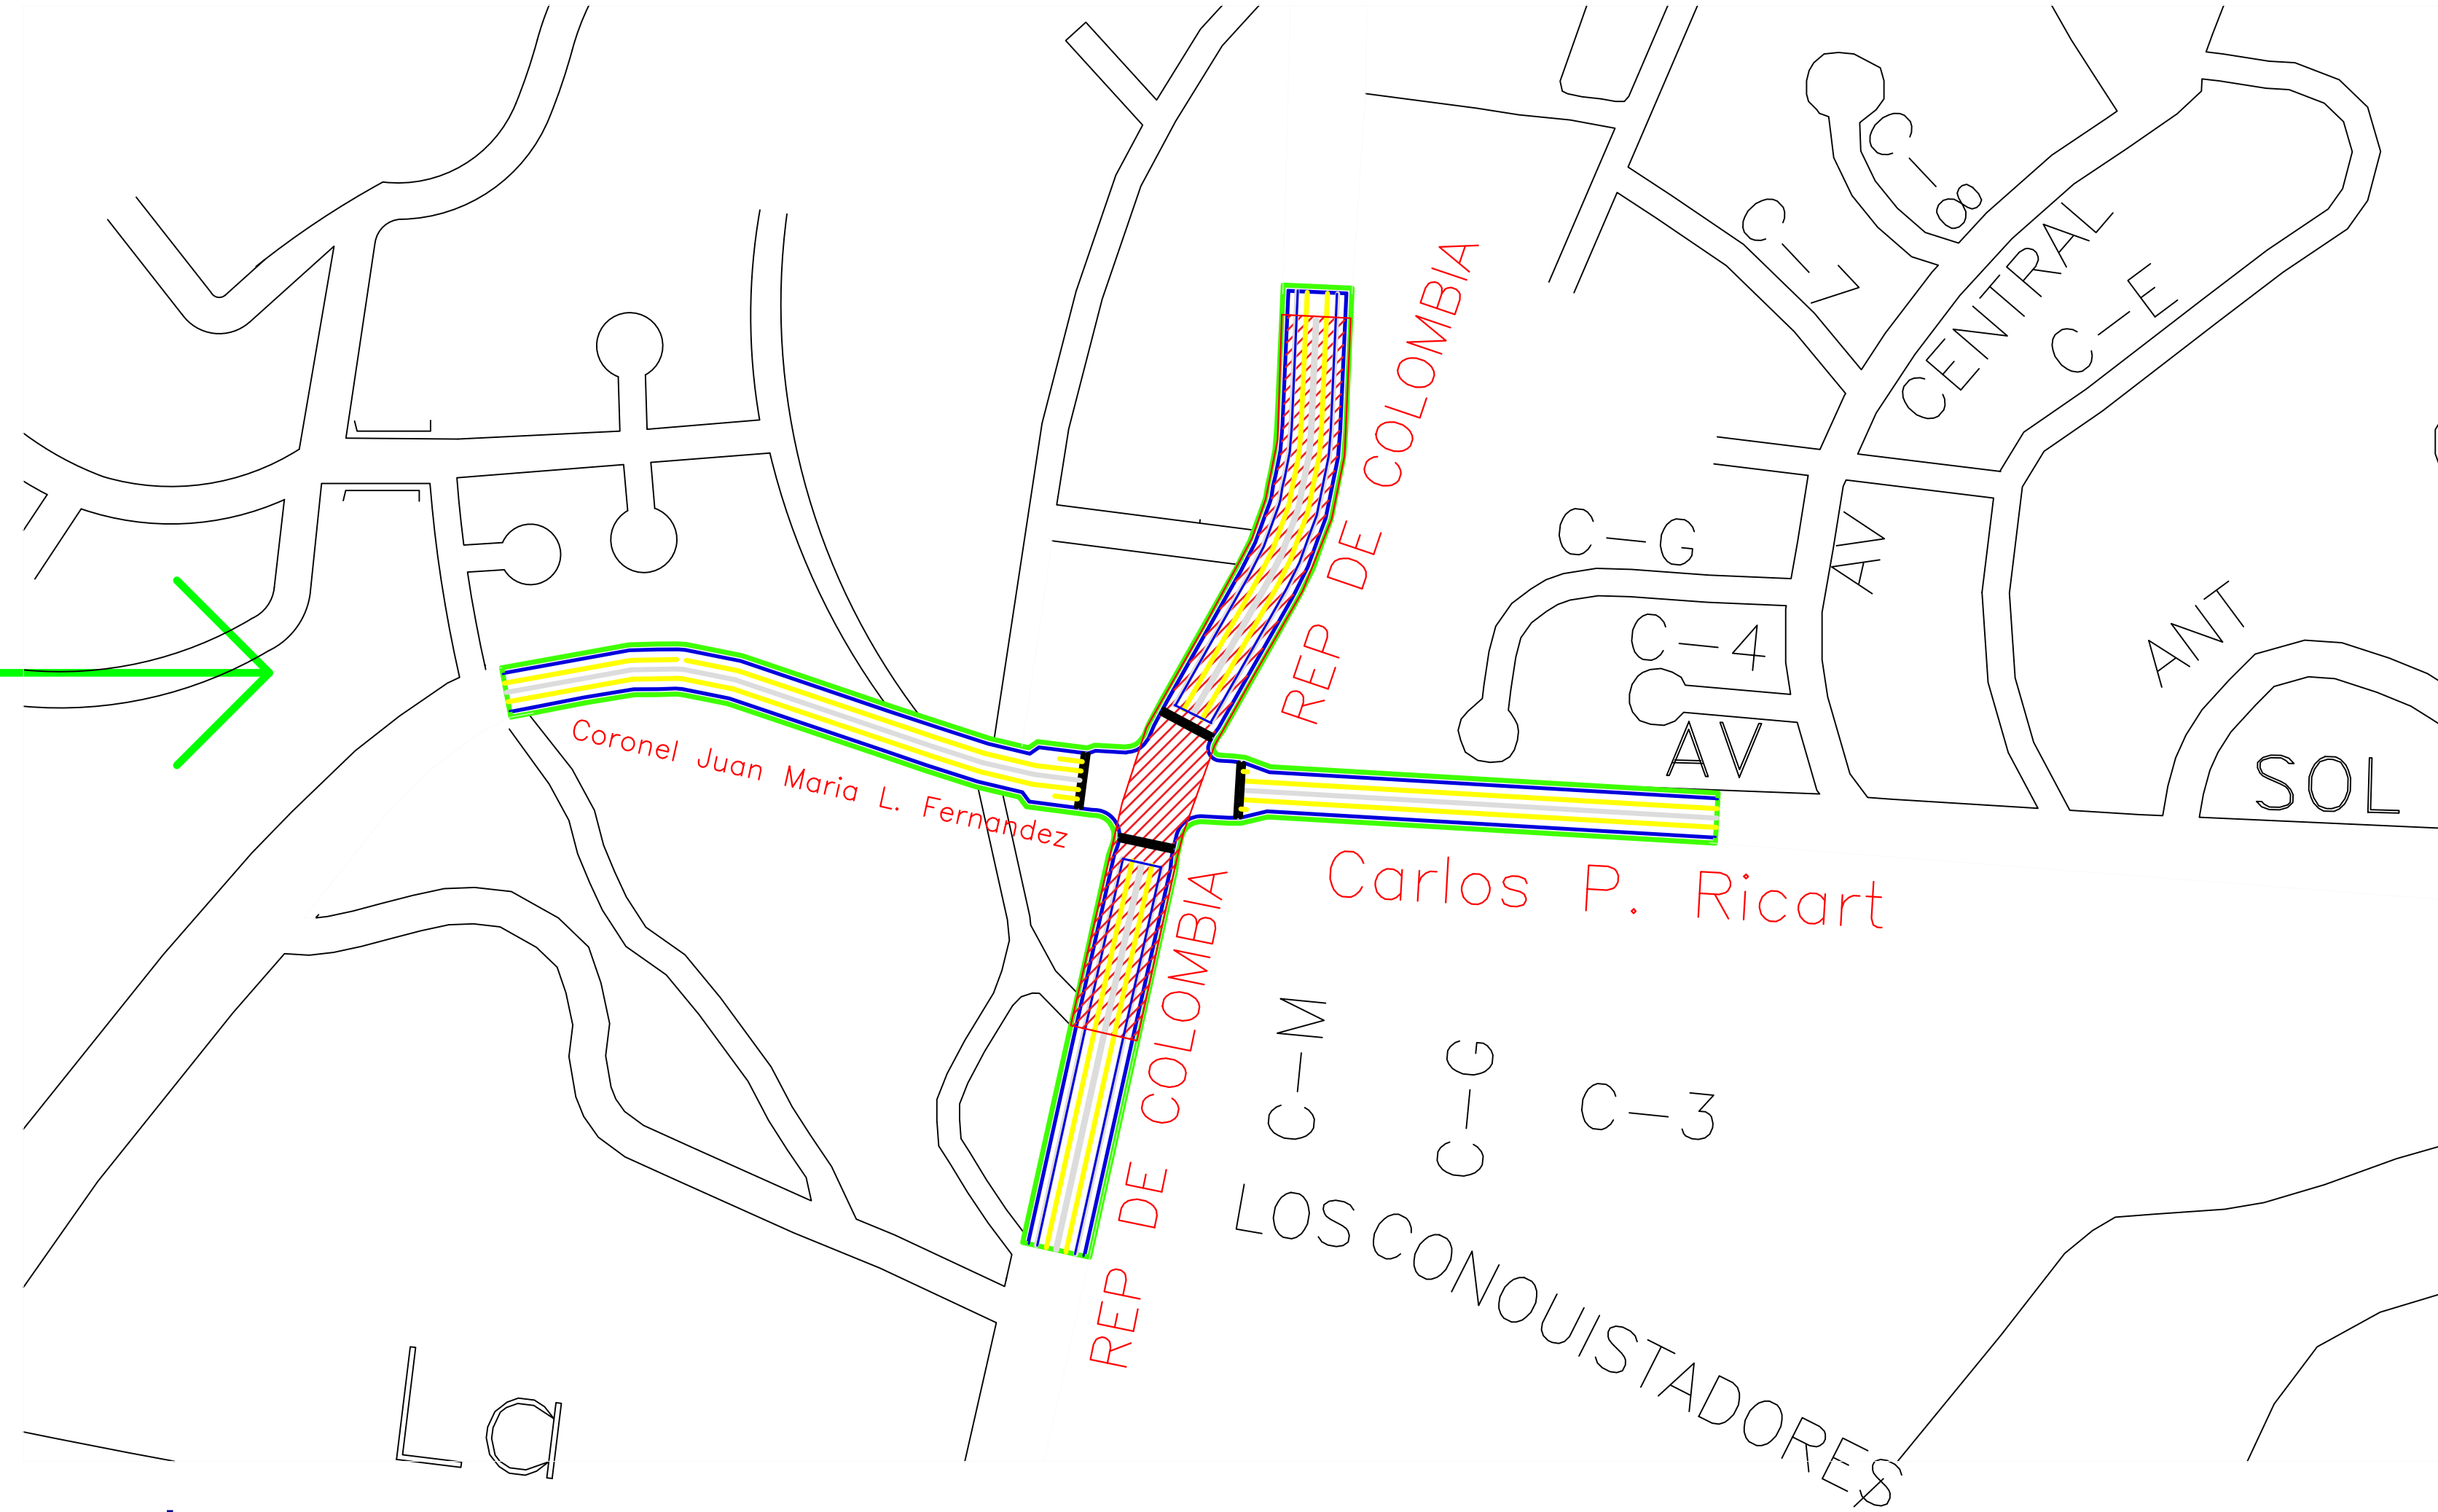 C-8
C-7
CENTRAL
C-E
REP DE COLOMBIA
C-G
AV
C-4
ANT
AV
SOL
Coronel Juan Maria L. Fernandez
Carlos P. Ricart
REP DE COLOMBIA
C-M
C-G
C-3
LOS CONQUISTADORES
La